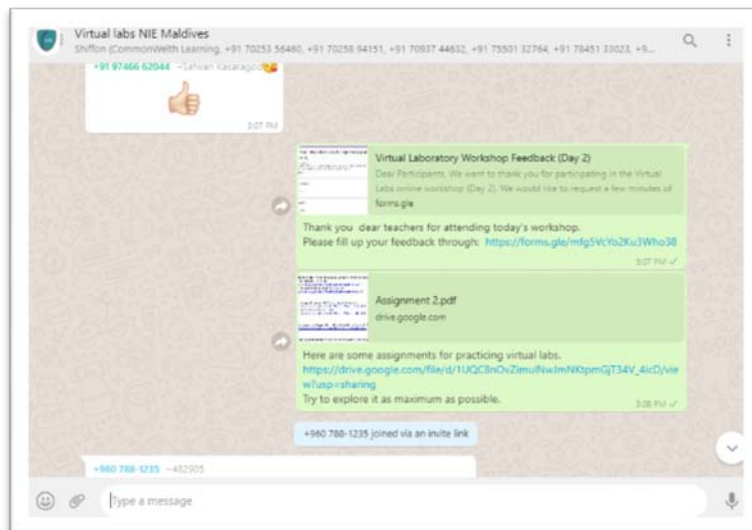 Virtual labs NIE Maldives
Shiffon (CommonWelth Learning, +91 70253 56460, +91 70258 94151, +91 70937 44632, +91 75501 32764, +91 78451 33023, +9...
+91 97466 62044 ~Safwan Kasaragod
3:07 PM
Virtual Laboratory Workshop Feedback (Day 2)
Dear Participants, We want to thank you for participating in the Virtual
Labs online workshop (Day 2). We would like to request a few minutes of
forms.gle
Thank you dear teachers for attending today's workshop.
Please fill up your feedback through: https://forms.gle/mfg5VcYo2Ku3Who38
3:07 PM
Assignment 2.pdf
drive.google.com
Here are some assignments for practicing virtual labs.
https://drive.google.com/file/d/1UQC8nOvZimulNwJmNKtpmGjT34V_4icD/vie
w?usp=sharing
Try to explore it as maximum as possible.
3:08 PM
+960 788-1235 joined via an invite link
+960 788-1235 ~482905
Type a message